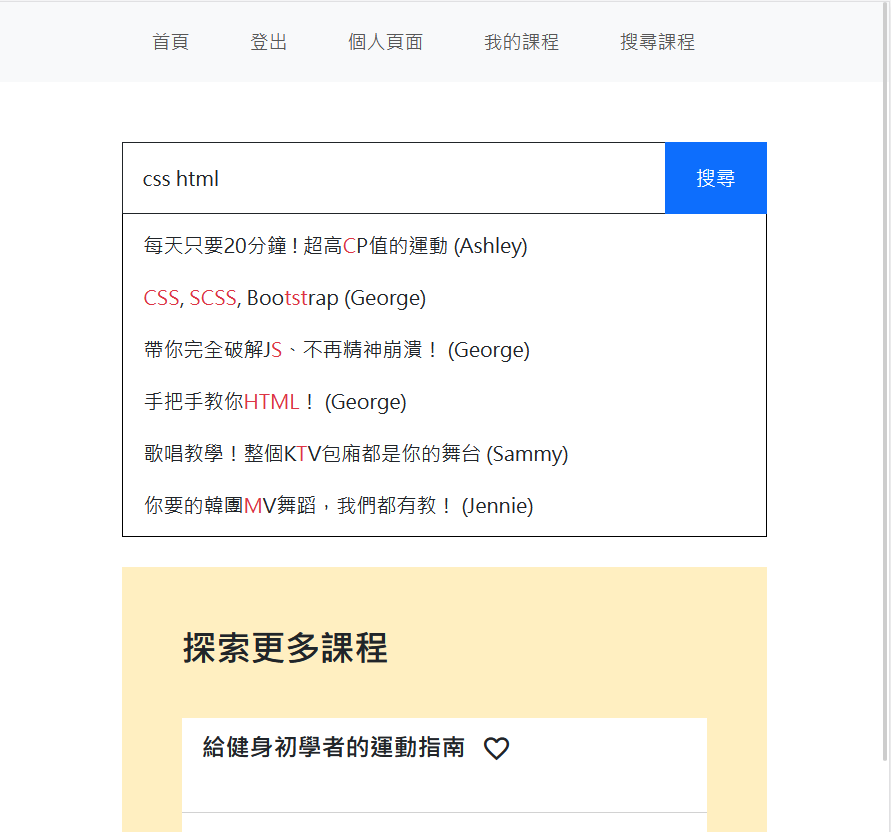 首頁 登出 個人頁面 我的課程 搜尋課程
css html 搜尋
每天只要20分鐘！超高CP值的運動 (Ashley)
CSS, SCSS, Bootstrap (George)
帶你完全破解JS、不再精神崩潰！ (George)
手把手教你HTML！ (George)
歌唱教學！整個KTV包廂都是你的舞台 (Sammy)
你要的韓團MV舞蹈，我們都有教！ (Jennie)
探索更多課程
給健身初學者的運動指南